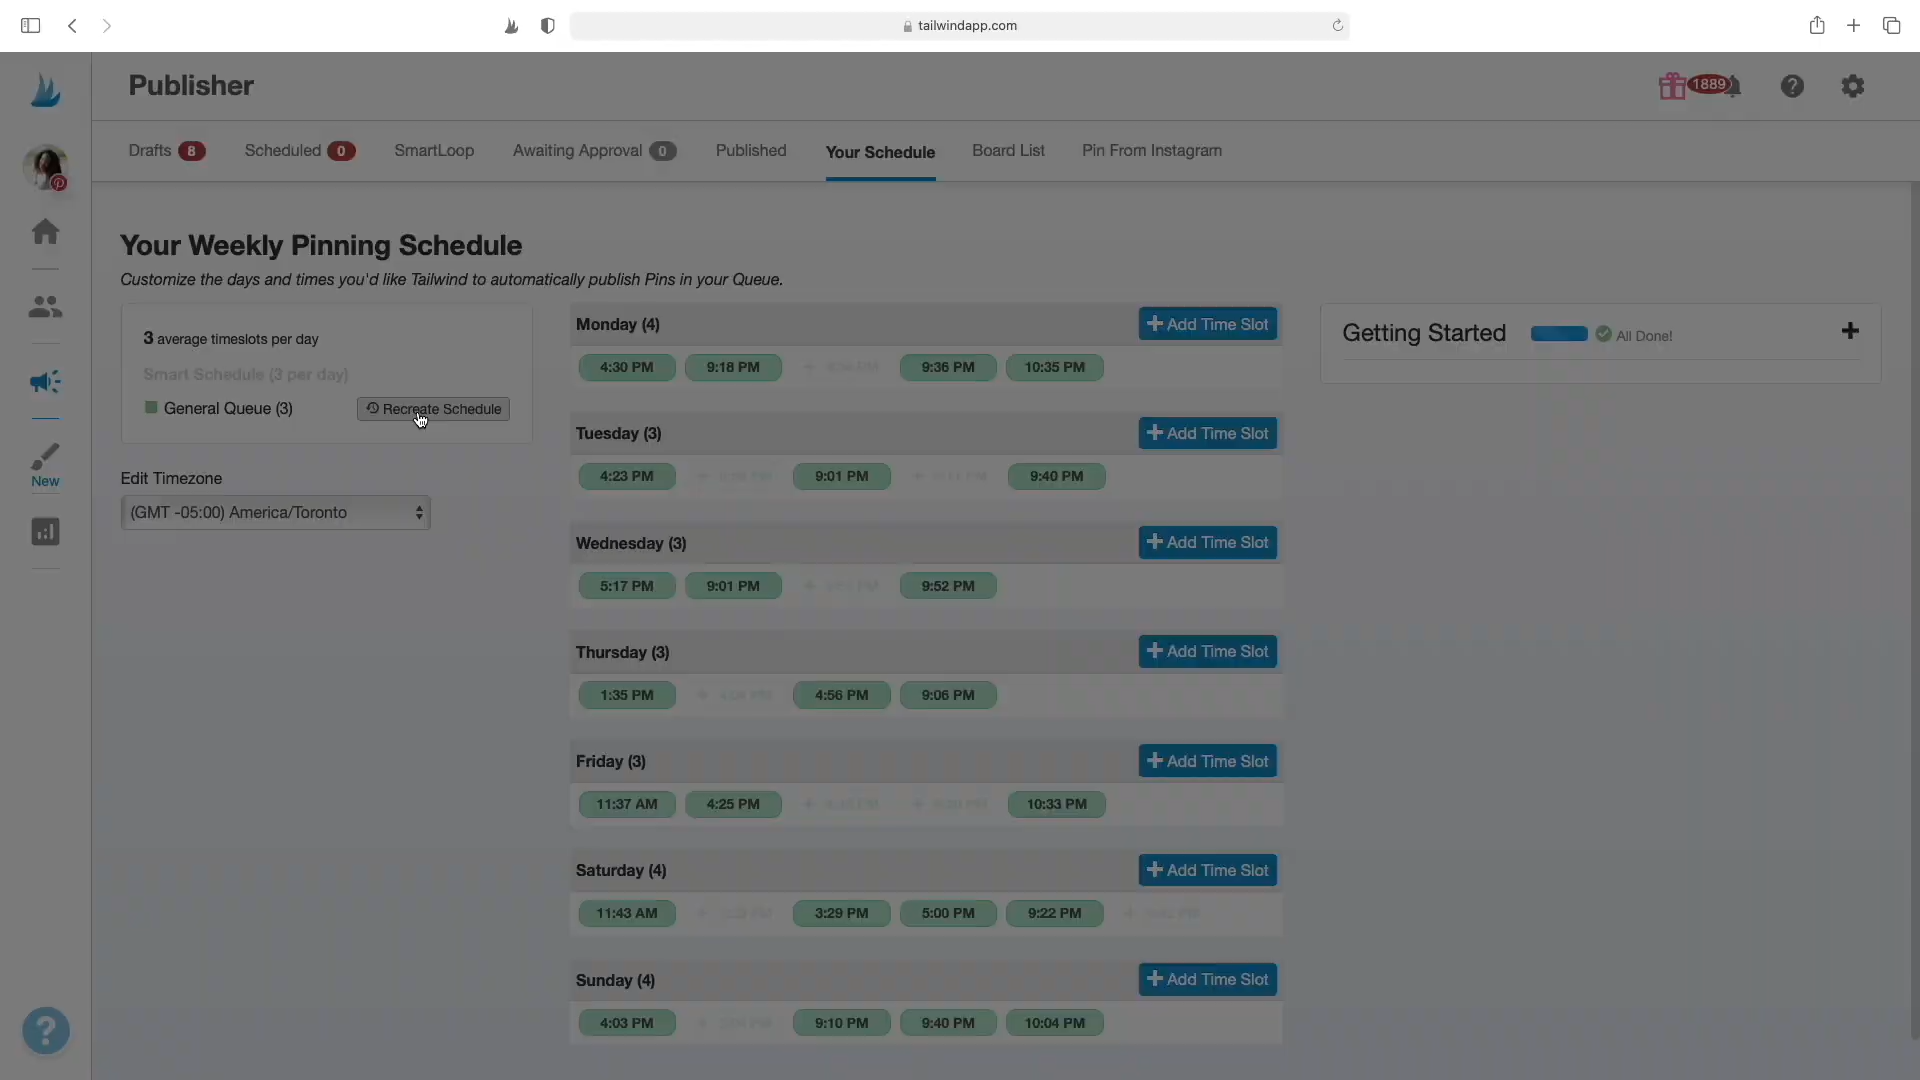 tailwindapp.com
Publisher
1889
Drafts 8 Scheduled 0 SmartLoop Awaiting Approval 0 Published Your Schedule Board List Pin From Instagram
Your Weekly Pinning Schedule
Customize the days and times you'd like Tailwind to automatically publish Pins in your Queue.
3 average timeslots per day
Smart Schedule (3 per day)
General Queue (3) Recreate Schedule
Edit Timezone
(GMT -05:00) America/Toronto
New
Monday (4) Add Time Slot
4:30 PM 9:18 PM 9:36 PM 10:35 PM
Tuesday (3) Add Time Slot
4:23 PM 9:01 PM 9:40 PM
Wednesday (3) Add Time Slot
5:17 PM 9:01 PM 9:52 PM
Thursday (3) Add Time Slot
1:35 PM 4:56 PM 9:06 PM
Friday (3) Add Time Slot
11:37 AM 4:25 PM 10:33 PM
Saturday (4) Add Time Slot
11:43 AM 3:29 PM 5:00 PM 9:22 PM
Sunday (4) Add Time Slot
4:03 PM 9:10 PM 9:40 PM 10:04 PM
Getting Started All Done!